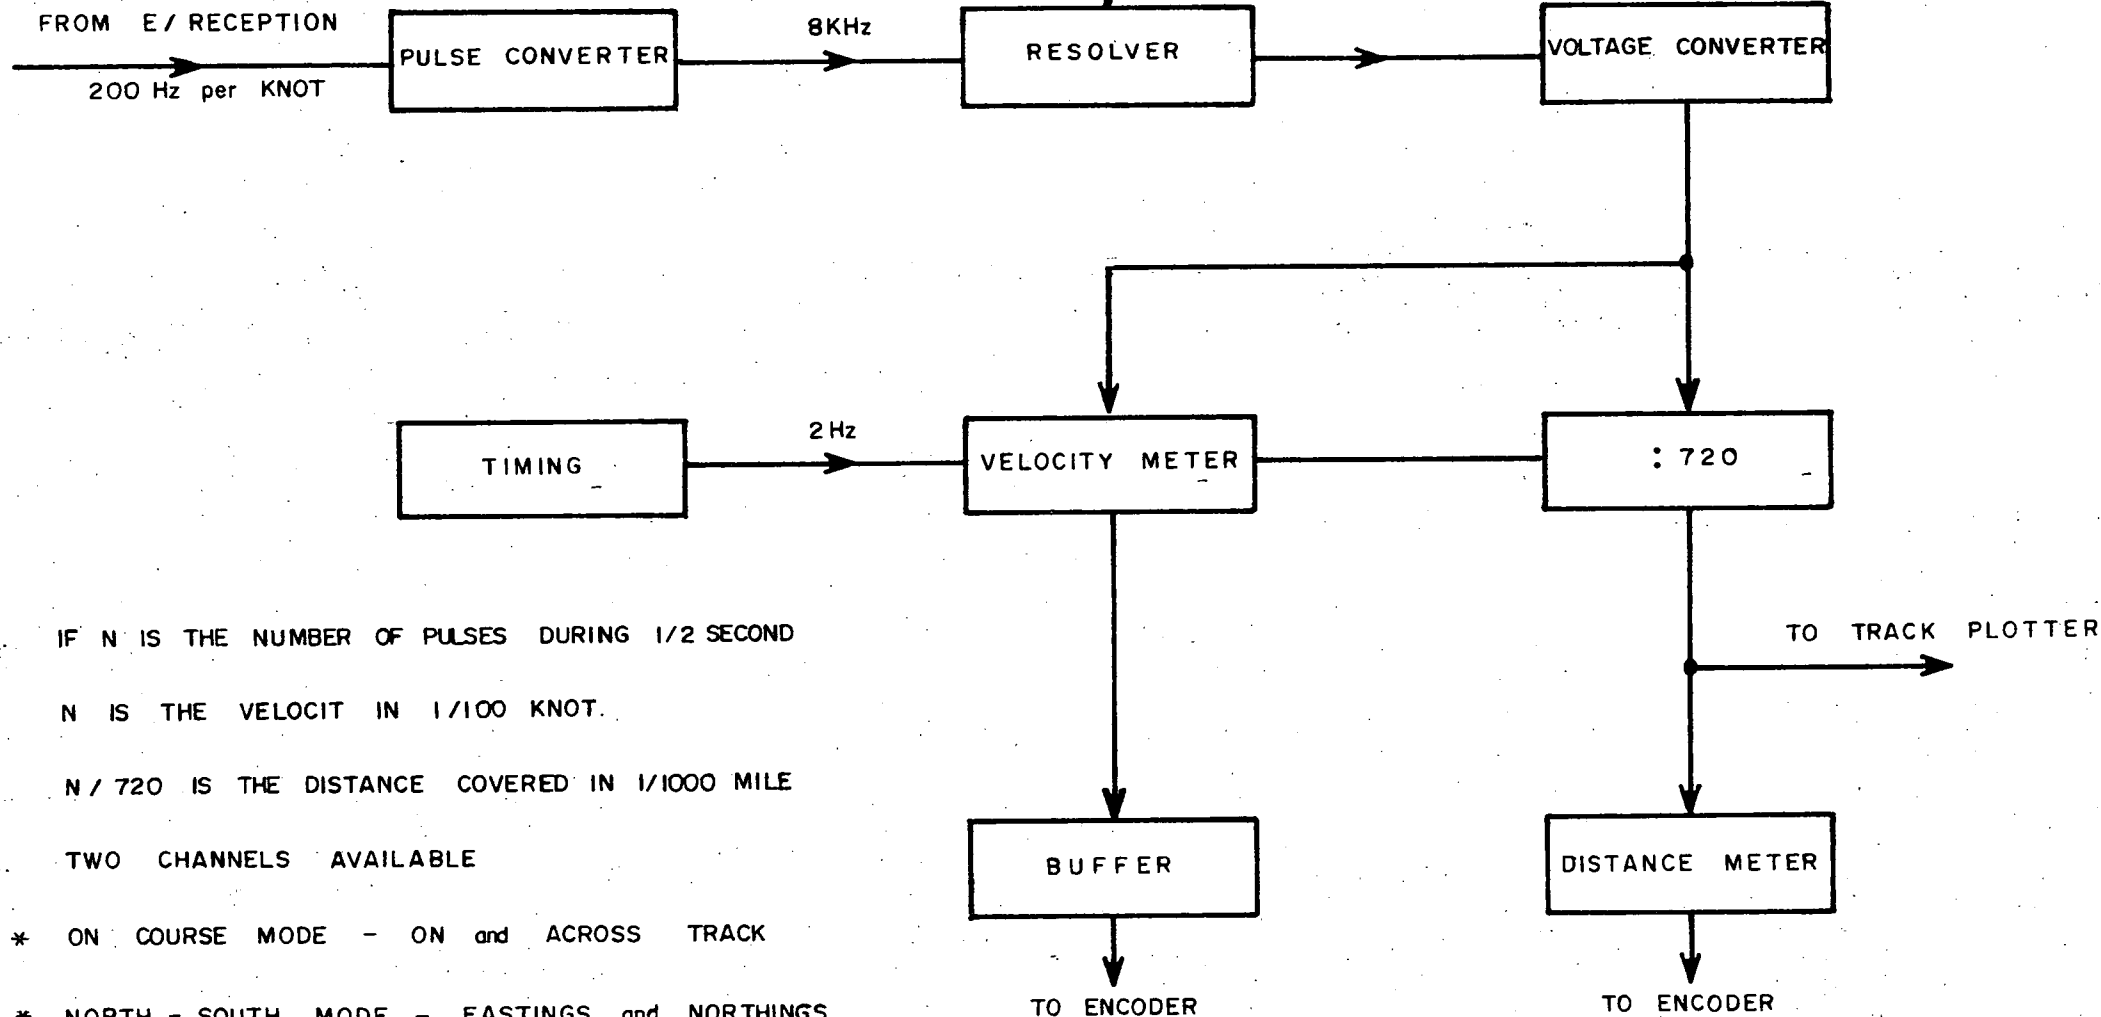 FROM E/ RECEPTION
200 Hz per KNOT
PULSE CONVERTER
8KHz
RESOLVER
VOLTAGE CONVERTER
TIMING
2Hz
VELOCITY METER
: 720
IF N IS THE NUMBER OF PULSES DURING 1/2 SECOND
N IS THE VELOCIT IN 1/100 KNOT.
N / 720 IS THE DISTANCE COVERED IN 1/1000 MILE
TWO CHANNELS AVAILABLE
* ON COURSE MODE - ON and ACROSS TRACK
* NORTH - SOUTH MODE - EASTINGS and NORTHINGS
TO TRACK PLOTTER
BUFFER
DISTANCE METER
TO ENCODER
TO ENCODER